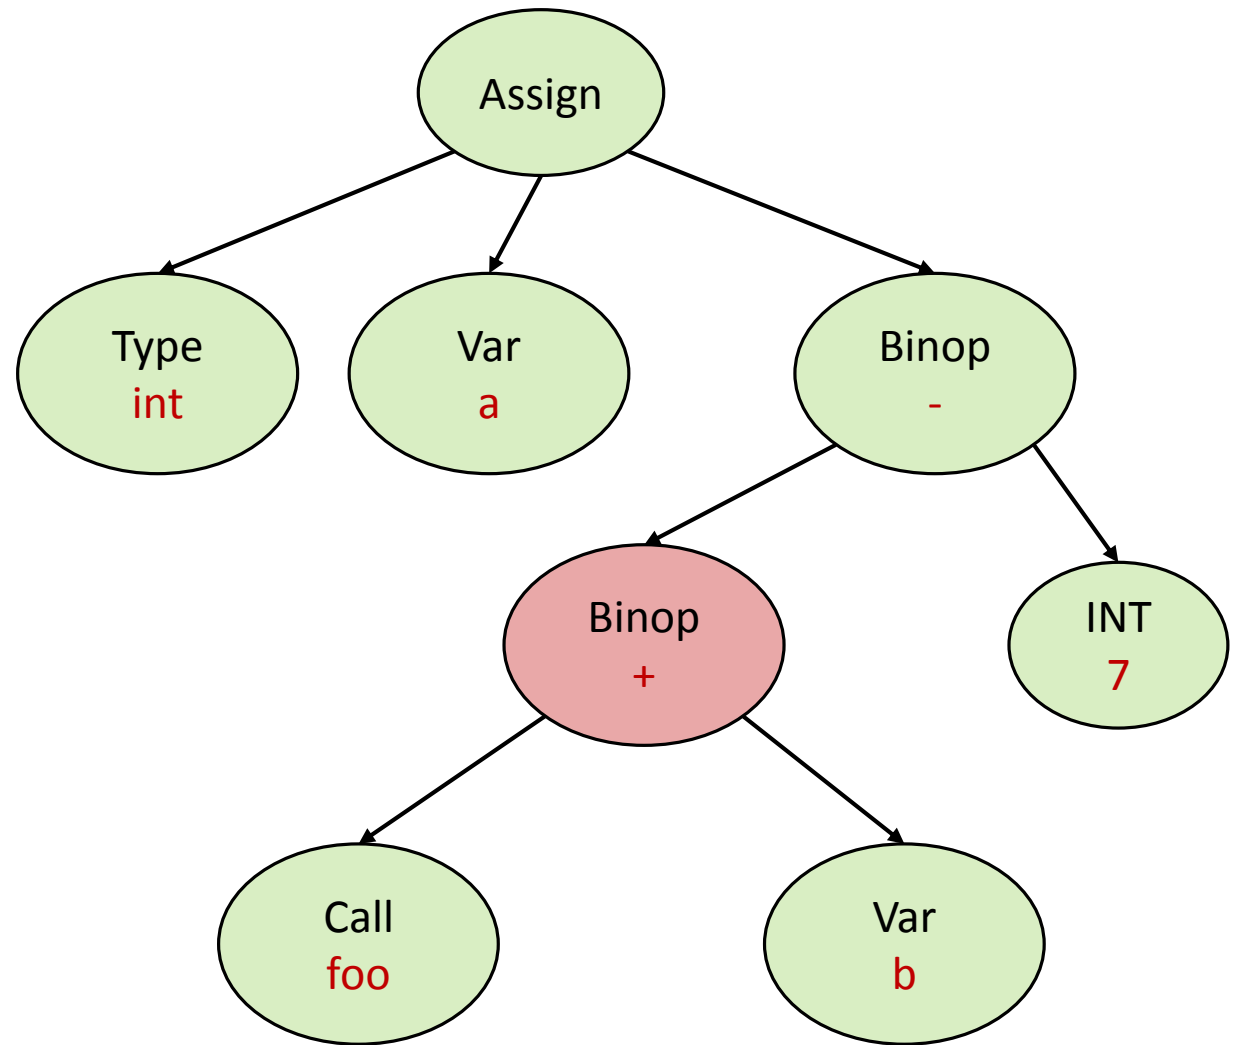 Assign
Type
int
Var
a
Binop
-
Binop
+
INT
7
Call
foo
Var
b